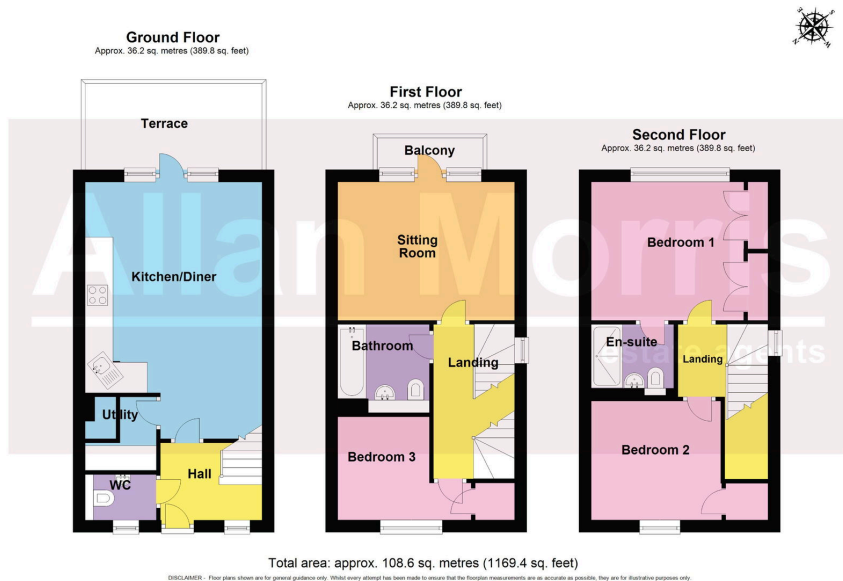 Ground Floor
Approx. 36.2 sq. metres (389.8 sq. feet)
Terrace
Kitchen/Diner
Utility
WC
Hall
First Floor
Approx. 36.2 sq. metres (389.8 sq. feet)
Balcony
Sitting
Room
Bathroom
Landing
Bedroom 3
Second Floor
Approx. 36.2 sq. metres (389.8 sq. feet)
Bedroom 1
En-suite
Landing
Bedroom 2
S
E
W
N
Allan Morris
estate agents
Total area: approx. 108.6 sq. metres (1169.4 sq. feet)
DISCLAIMER - Floor plans shown are for general guidance only. Whilst every attempt has been made to ensure that the floorplan measurements are as accurate as possible, they are for illustrative purposes only.